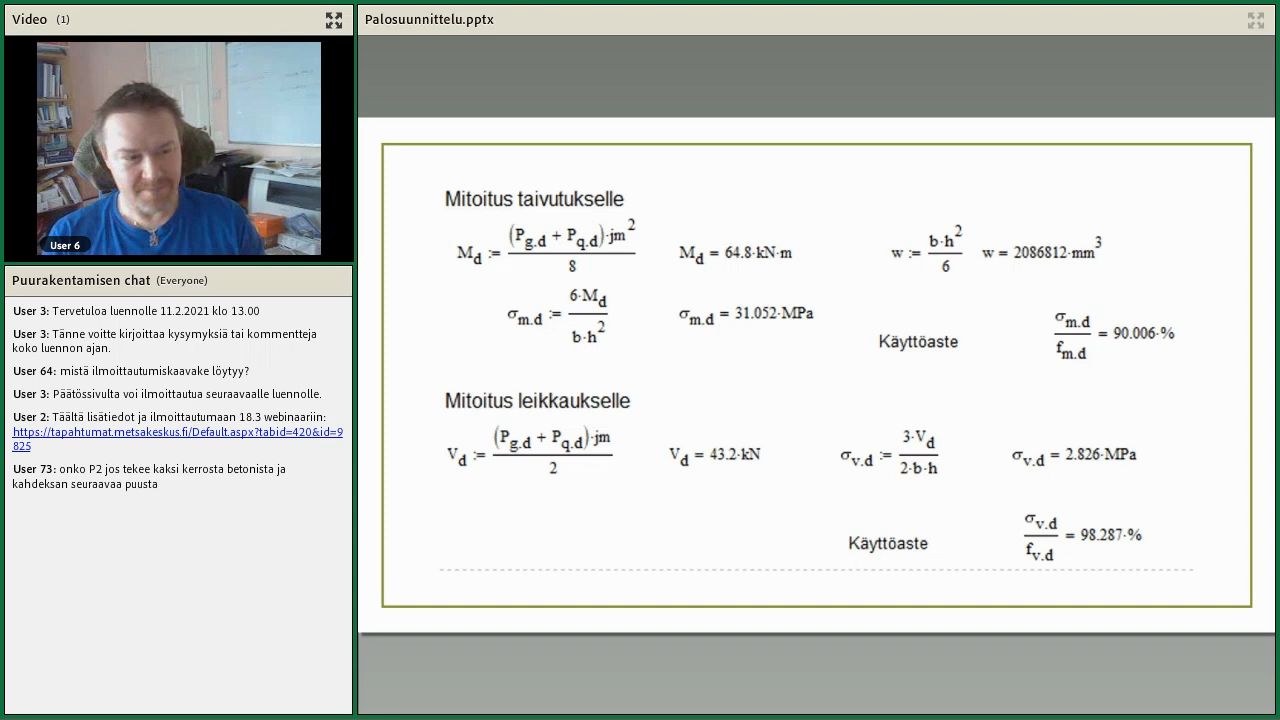 Video (1)
User 6
Puurakentamisen chat (Everyone)
User 3: Tervetuloa luennolle 11.2.2021 klo 13.00
User 3: Tänne voitte kirjoittaa kysymyksiä tai kommentteja
koko luennon ajan.
User 64: mistä ilmoittautumiskaavake löytyy?
User 3: Päätössivulta voi ilmoittautua seuraavaalle luennolle.
User 2: Täältä lisätiedot ja ilmoittautumaan 18.3 webinaariin:
https://tapahtumat.metsakeskus.fi/Default.aspx?tabid=420&id=9
825
User 73: onko P2 jos tekee kaksi kerrosta betonista ja
kahdeksan seuraavaa puusta
Palosuunnittelu.pptx
Mitoitus taivutukselle
M_d := (P_g.d + P_q.d)·jm^2 / 8 M_d = 64.8·kN·m w := b·h^2 / 6 w = 2086812·mm^3
σ_m.d := 6·M_d / b·h^2 σ_m.d = 31.052·MPa
Käyttöaste σ_m.d / f_m.d = 90.006·%
Mitoitus leikkaukselle
V_d := (P_g.d + P_q.d)·jm / 2 V_d = 43.2·kN σ_v.d := 3·V_d / 2·b·h σ_v.d = 2.826·MPa
Käyttöaste σ_v.d / f_v.d = 98.287·%